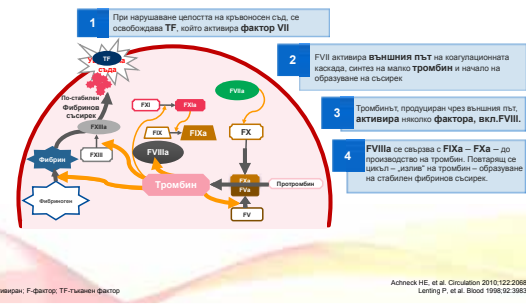 1
При нарушаване целостта на кръвоносен съд, се
освобождава TF, който активира фактор VII
2
FVII активира външния път на коагулационната
каскада, синтез на малко тромбин и начало на
образуване на съсирек
3
Тромбинът, продуциран чрез външния път,
активира няколко фактора, вкл.FVIII.
4
FVIIIa се свързва с FIXa – FXa – до
производство на тромбин. Повтарящ се
цикъл – „излив“ на тромбин – образуване
на стабилен фибринов съсирек.
TF
съда
По-стабилен
Фибринов
съсирек
FXIIIa
FXIII
Фибрин
Фибриноген
FXI
FXIa
FIX
FIXa
FVIIIa
FVIIa
FX
Тромбин
FXa
FVa
FV
Протромбин
Achneck HE, et al. Circulation 2010;122:2068
Lenting P, et al. Blood 1998;92:3983
ивиран; F-фактор; TF-тъканен фактор